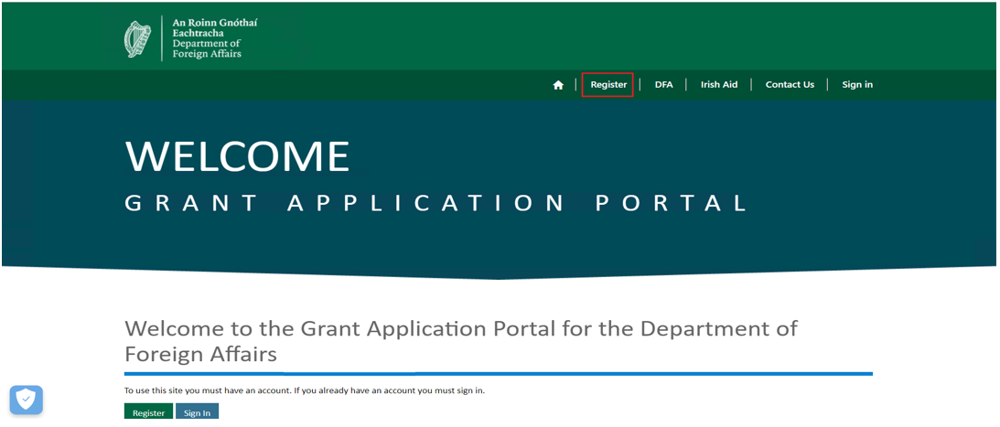 An Roinn Gnóthaí
Eachtracha
Department of
Foreign Affairs
Register
DFA
Irish Aid
Contact Us
Sign in
WELCOME
GRANT APPLICATION PORTAL
Welcome to the Grant Application Portal for the Department of
Foreign Affairs
To use this site you must have an account. If you already have an account you must sign in.
Register
Sign In